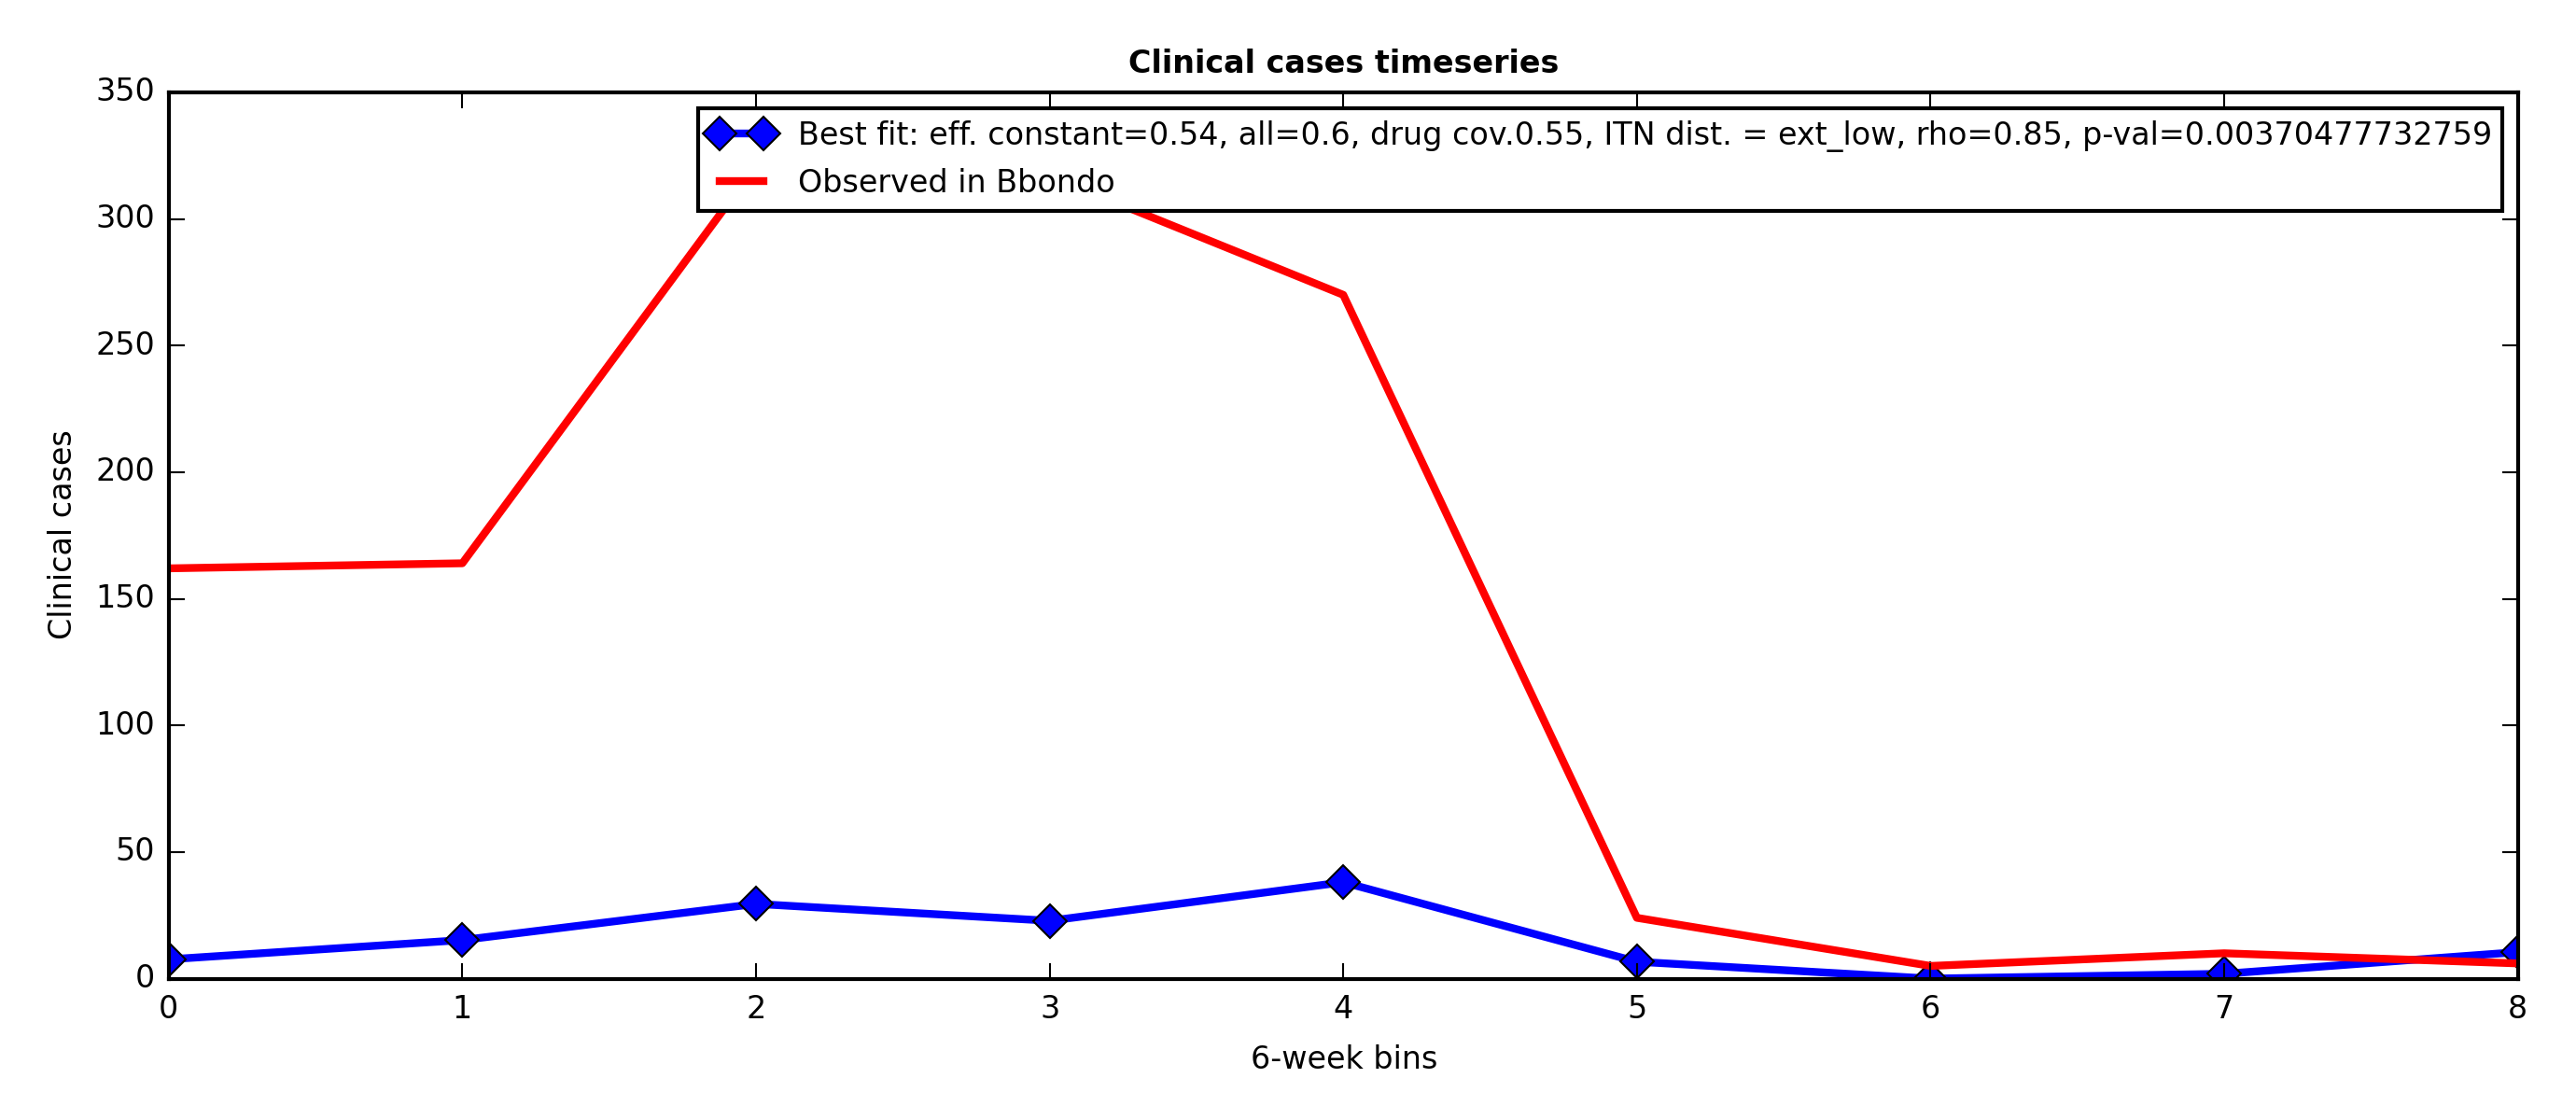 Clinical cases timeseries
350
300
250
200
150
100
50
0
Clinical cases
Best fit: eff. constant=0.54, all=0.6, drug cov.0.55, ITN dist. = ext_low, rho=0.85, p-val=0.00370477732759
Observed in Bbondo
0 1 2 3 4 5 6 7 8
6-week bins